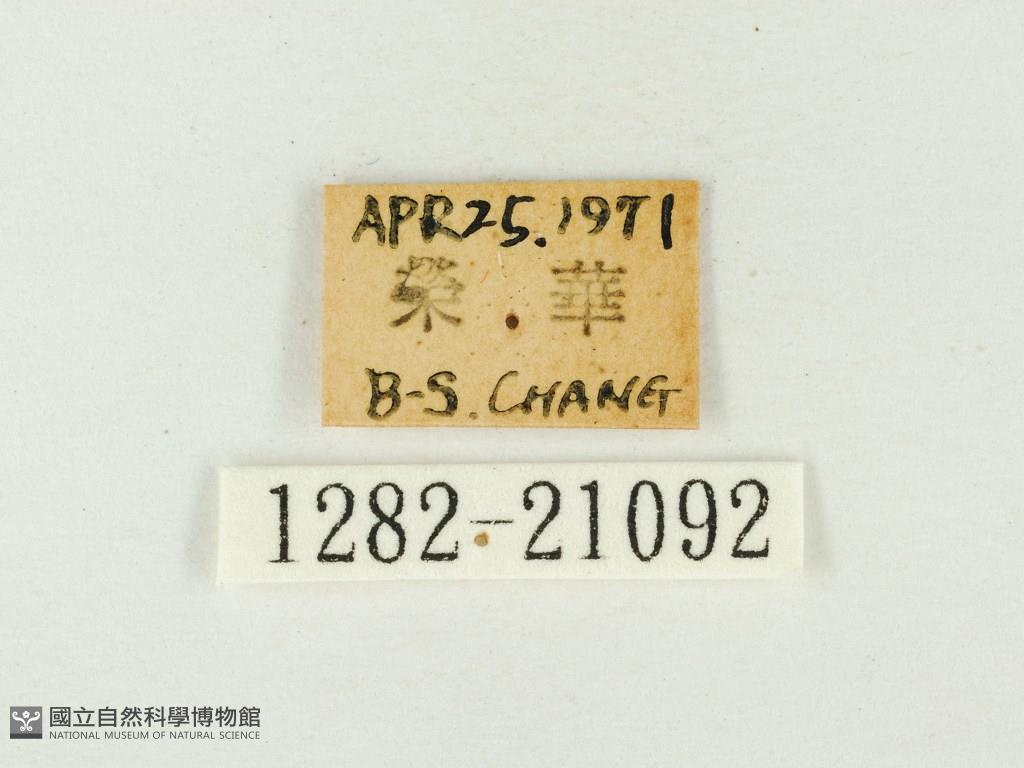 APR25.1971
榮 華
B-S. CHANG
1282-21092
國立自然科學博物館
NATIONAL MUSEUM OF NATURAL SCIENCE